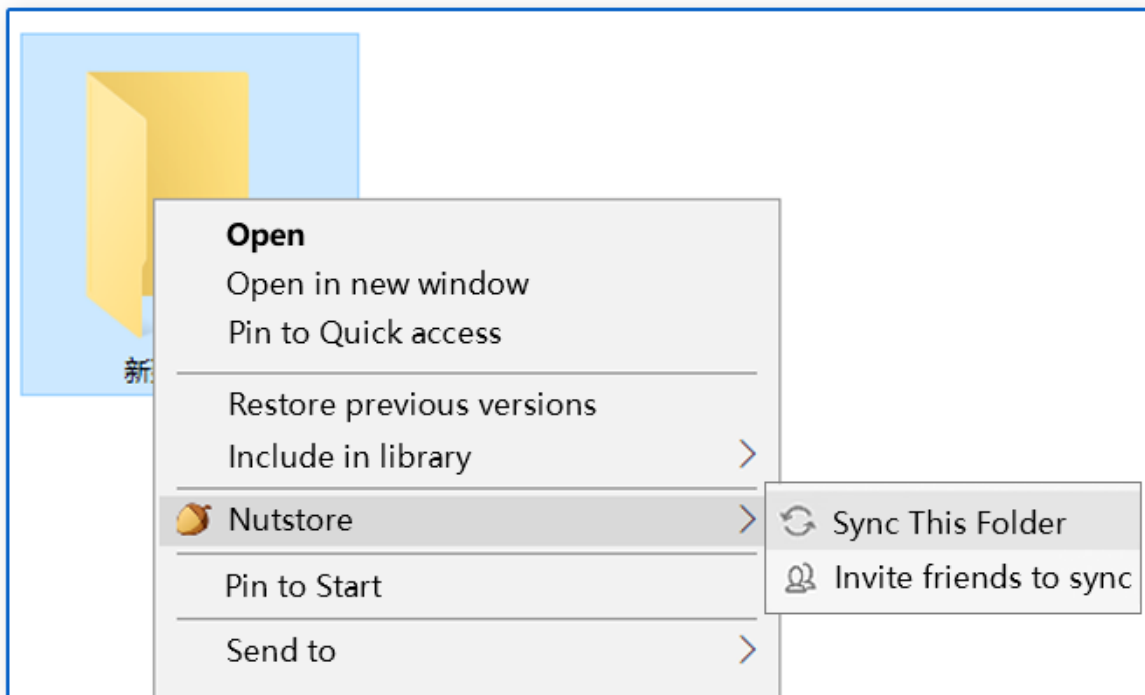 Open
Open in new window
Pin to Quick access
新
Restore previous versions
Include in library
Nutstore
Sync This Folder
Invite friends to sync
Pin to Start
Send to